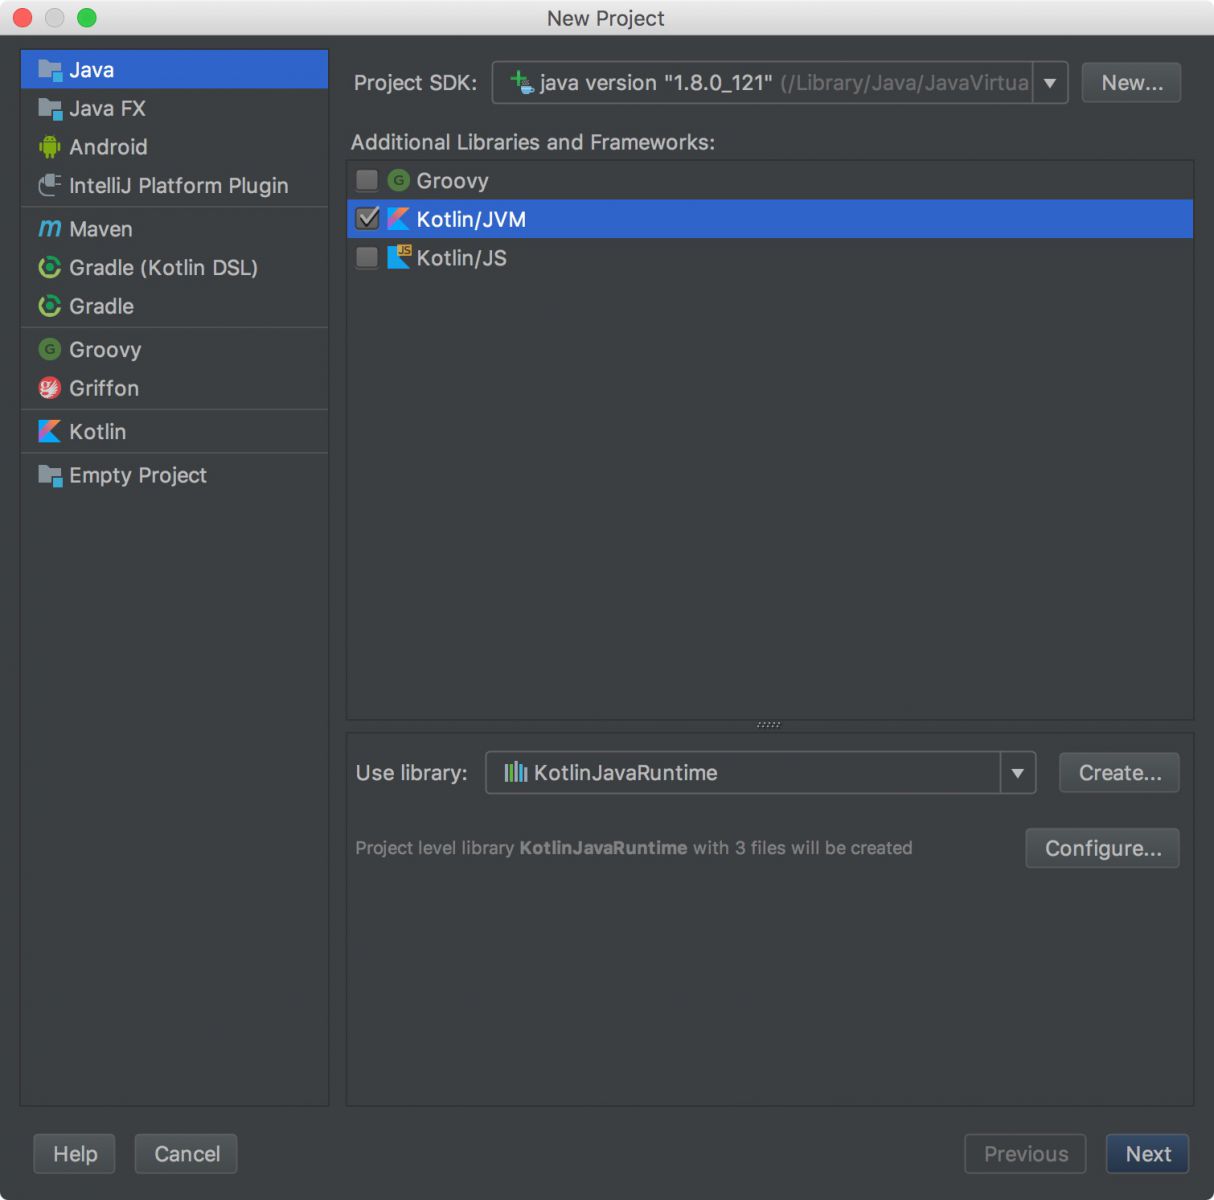 New Project
Java
Java FX
Android
IntelliJ Platform Plugin
Maven
Gradle (Kotlin DSL)
Gradle
Groovy
Griffon
Kotlin
Empty Project
Project SDK: java version "1.8.0_121" (/Library/Java/JavaVirtua New...
Additional Libraries and Frameworks:
Groovy
Kotlin/JVM
JS Kotlin/JS
Use library: KotlinJavaRuntime Create...
Project level library KotlinJavaRuntime with 3 files will be created Configure...
Help Cancel Previous Next